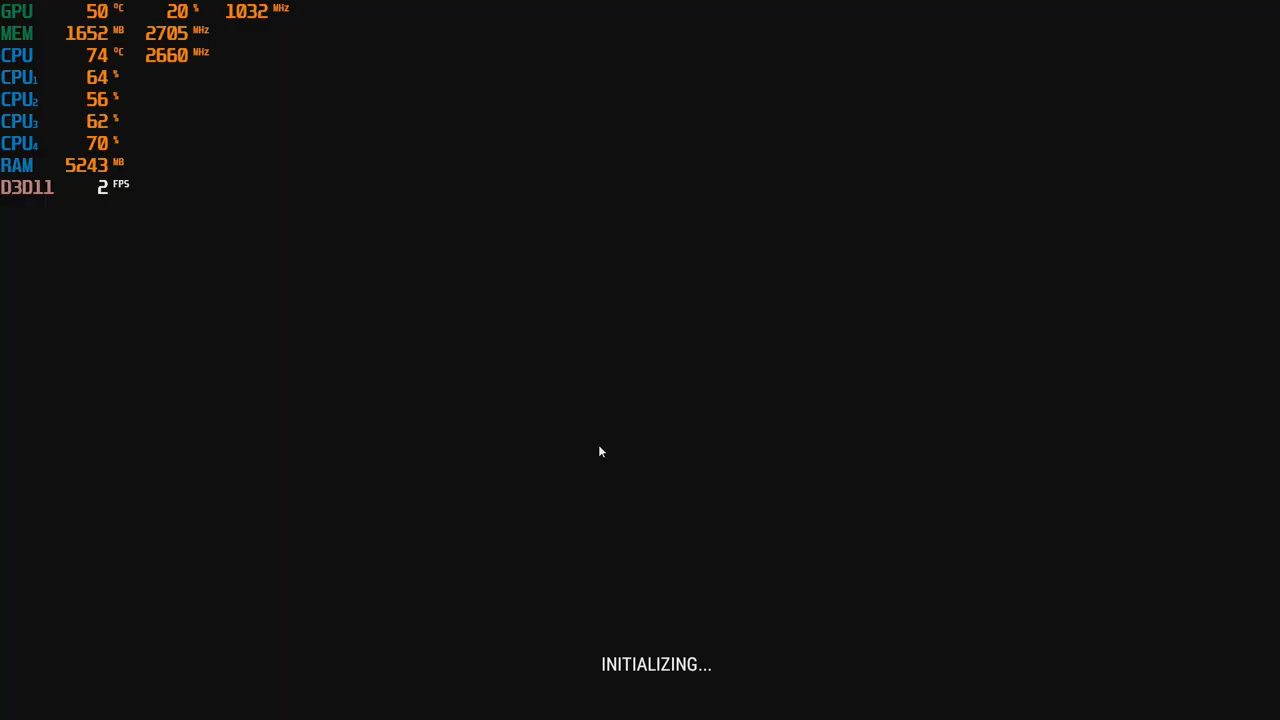 GPU 50 °C 20 % 1032 MHz
MEM 1652 MB 2705 MHz
CPU 74 °C 2660 MHz
CPU1 64 %
CPU2 56 %
CPU3 62 %
CPU4 70 %
RAM 5243 MB
D3D11 2 FPS
INITIALIZING...